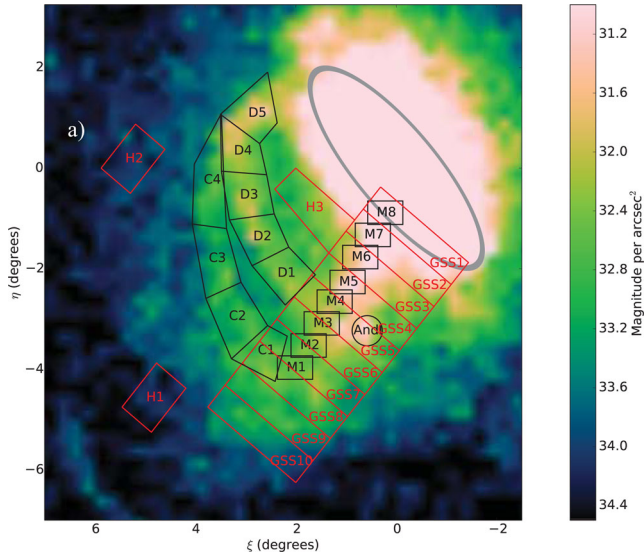 a)
D5
D4
H2
C4
D3
H3
M8
D2
M7
C3
M6
GSS1
D1
M5
GSS2
M4
GSS3
C2
M3
AndI
GSS4
C1
M2
GSS5
H1
M1
GSS6
GSS7
GSS8
GSS9
GSS10
2
0
−2
−4
−6
η (degrees)
6 4 2 0 −2
ξ (degrees)
31.2
31.6
32.0
32.4
32.8
33.2
33.6
34.0
34.4
Magnitude per arcsec²